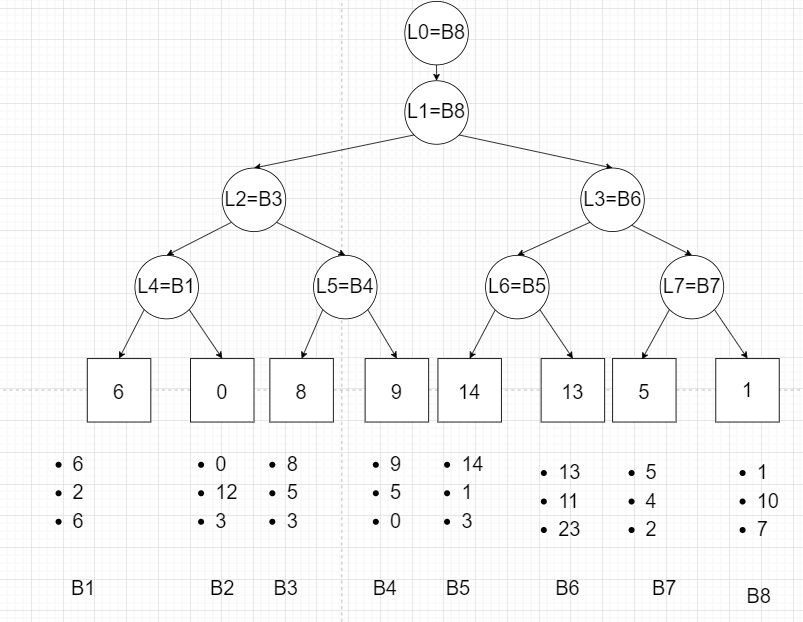 L0=B8
L1=B8
L2=B3 L3=B6
L4=B1 L5=B4 L6=B5 L7=B7
6 0 8 9 14 13 5 1
• 6 • 0 • 8 • 9 • 14 • 13 • 5 • 1
• 2 • 12 • 5 • 5 • 1 • 11 • 4 • 10
• 6 • 3 • 3 • 0 • 3 • 23 • 2 • 7
B1 B2 B3 B4 B5 B6 B7 B8